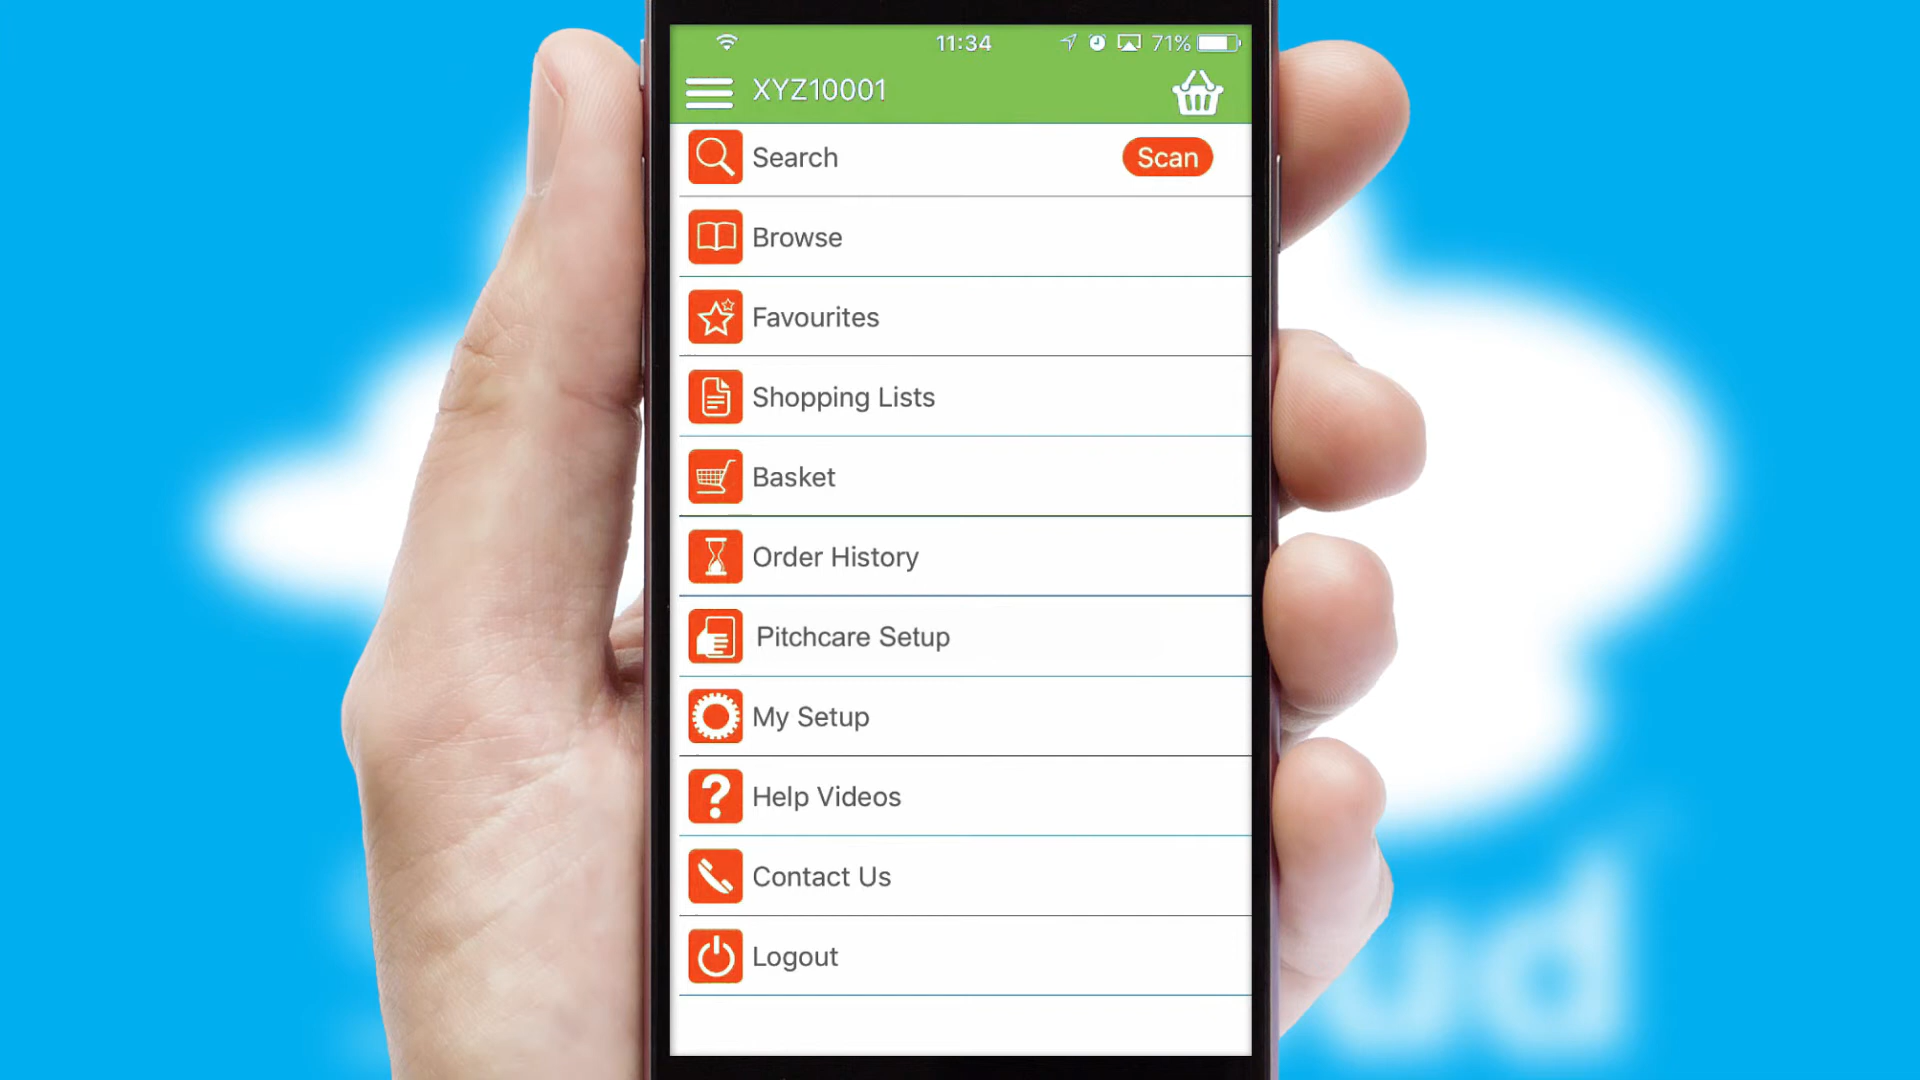 11:34
71%
XYZ10001
Search
Scan
Browse
Favourites
Shopping Lists
Basket
Order History
Pitchcare Setup
My Setup
Help Videos
Contact Us
Logout